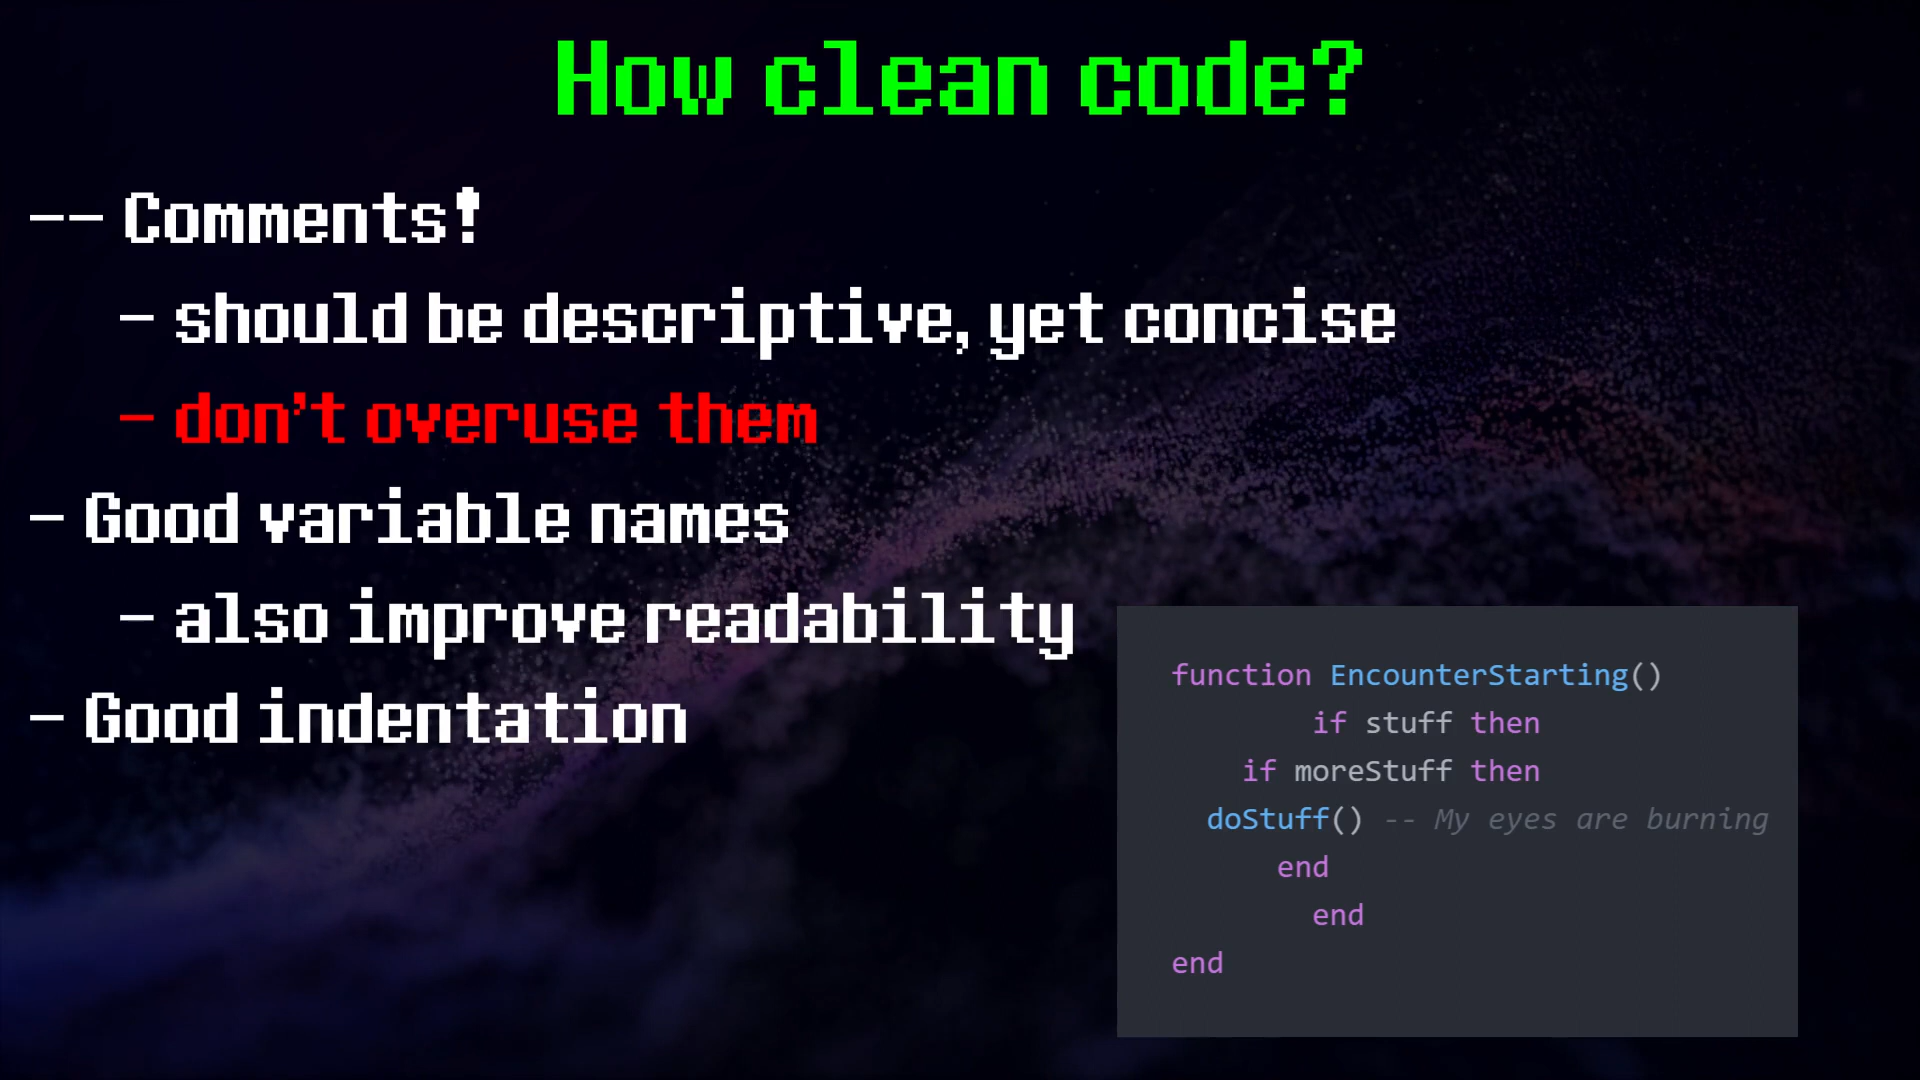 How clean code?
-- Comments!
- should be descriptive, yet concise
- don't overuse them
- Good variable names
- also improve readability
- Good indentation
function EncounterStarting()
        if stuff then
    if moreStuff then
  doStuff() -- My eyes are burning
      end
        end
end